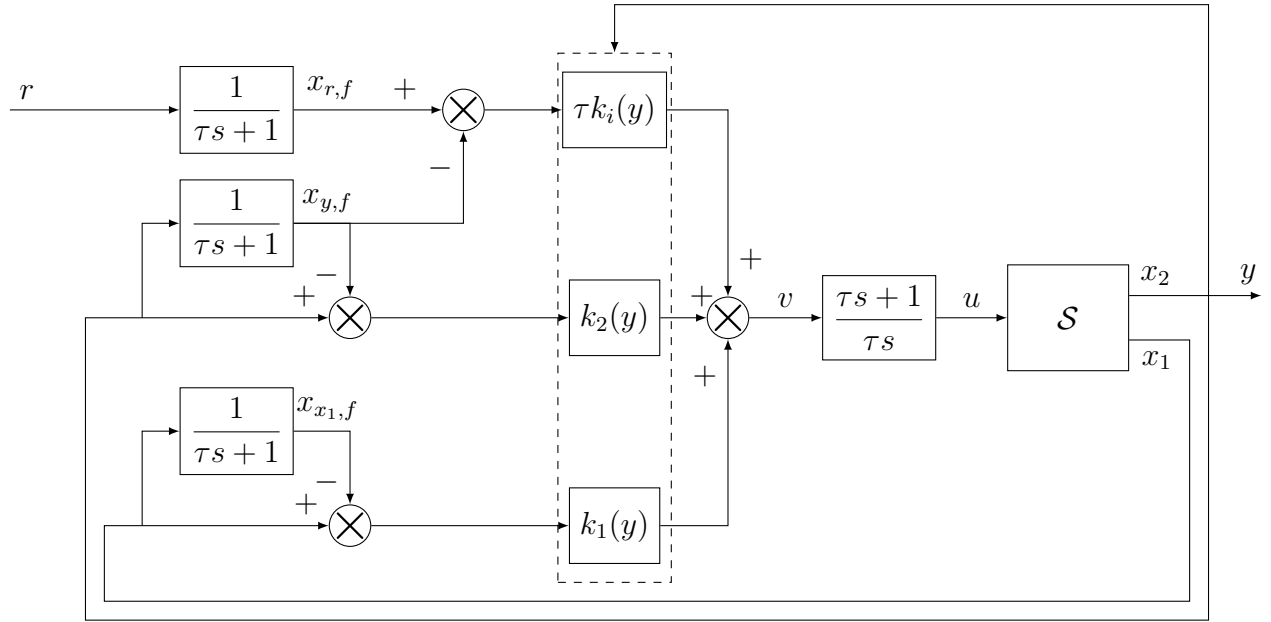 r
1
τs + 1
x_{r,f}
+
−
τk_i(y)
1
τs + 1
x_{y,f}
−
+
k_2(y)
+
+
+
v
τs + 1
τs
u
S
x_2
y
x_1
1
τs + 1
x_{x_1,f}
−
+
k_1(y)